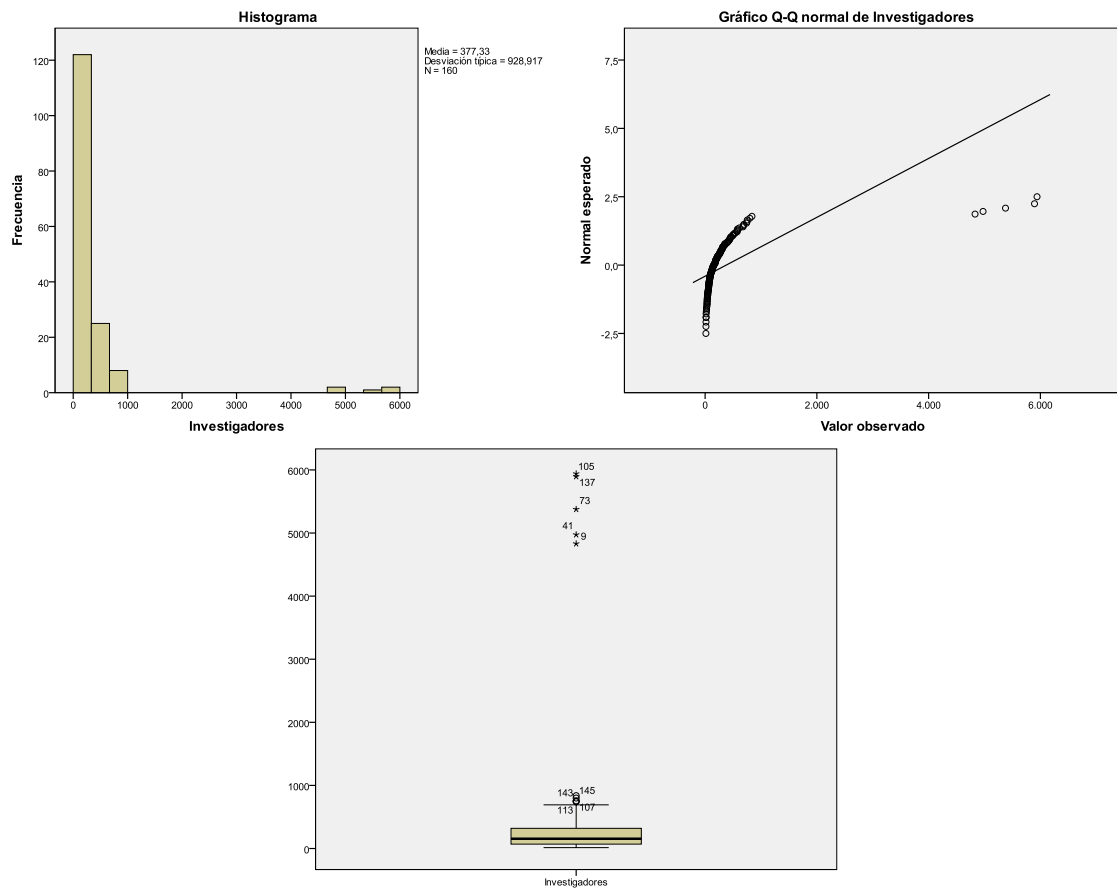 Histograma
Media = 377,33
Desviación típica = 928,917
N = 160
Frecuencia
120
100
80
60
40
20
0
0 1000 2000 3000 4000 5000 6000
Investigadores
Gráfico Q-Q normal de Investigadores
Normal esperado
7,5
5,0
2,5
0,0
-2,5
0 2.000 4.000 6.000
Valor observado
6000
5000
4000
3000
2000
1000
0
105
137
73
41
9
143 145
113 107
Investigadores